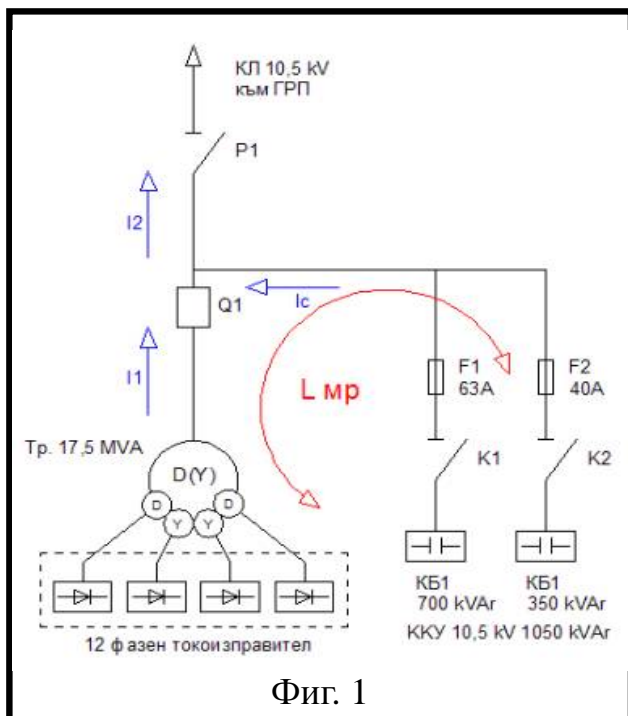 КЛ 10,5 kV
към ГРП
P1
I2
Q1
Ic
I1
L мр
F1
63A
F2
40A
Тр. 17,5 MVA
D(Y)
D
Y
Y
D
K1
K2
КБ1
700 kVAr
КБ1
350 kVAr
ККУ 10,5 kV 1050 kVAr
12 фазен токоизправител
Фиг. 1